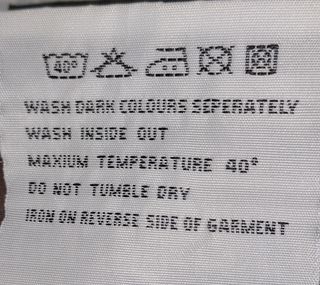 40°
WASH DARK COLOURS SEPERATELY
WASH INSIDE OUT
MAXIUM TEMPERATURE 40°
DO NOT TUMBLE DRY
IRON ON REVERSE SIDE OF GARMENT